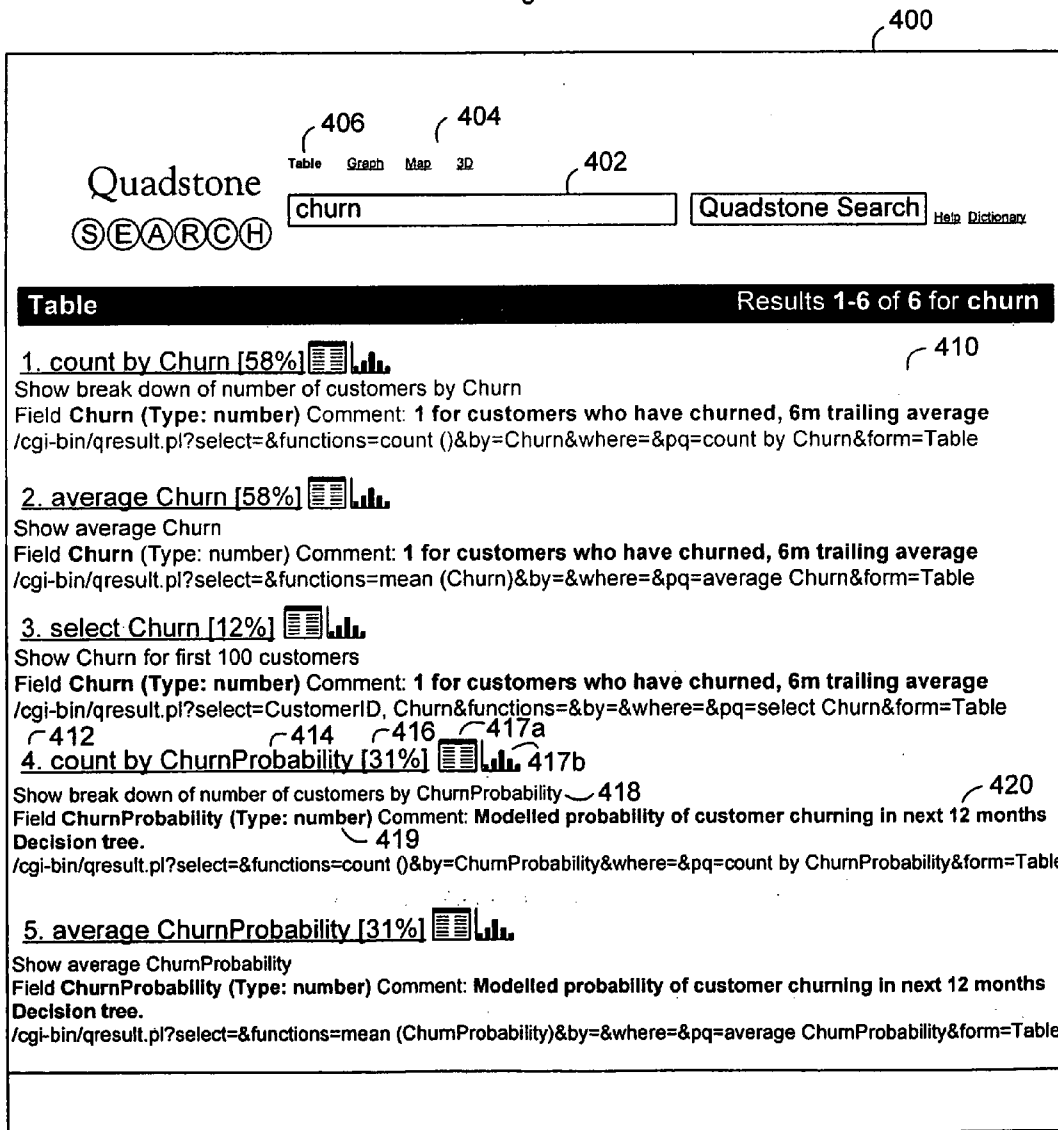 400
406 404
Table Graph Map 3D
402
Quadstone
SEARCH
churn
Quadstone Search Help Dictionary
Table Results 1-6 of 6 for churn
410
1. count by Churn [58%]
Show break down of number of customers by Churn
Field Churn (Type: number) Comment: 1 for customers who have churned, 6m trailing average
/cgi-bin/qresult.pl?select=&functions=count ()&by=Churn&where=&pq=count by Churn&form=Table
2. average Churn [58%]
Show average Churn
Field Churn (Type: number) Comment: 1 for customers who have churned, 6m trailing average
/cgi-bin/qresult.pl?select=&functions=mean (Churn)&by=&where=&pq=average Churn&form=Table
3. select Churn [12%]
Show Churn for first 100 customers
Field Churn (Type: number) Comment: 1 for customers who have churned, 6m trailing average
/cgi-bin/qresult.pl?select=CustomerID, Churn&functions=&by=&where=&pq=select Churn&form=Table
412 414 416 417a
4. count by ChurnProbability [31%] 417b
Show break down of number of customers by ChurnProbability 418 420
Field ChurnProbability (Type: number) Comment: Modelled probability of customer churning in next 12 months
Decision tree. 419
/cgi-bin/qresult.pl?select=&functions=count ()&by=ChurnProbability&where=&pq=count by ChurnProbability&form=Table
5. average ChurnProbability [31%]
Show average ChurnProbability
Field ChurnProbability (Type: number) Comment: Modelled probability of customer churning in next 12 months
Decision tree.
/cgi-bin/qresult.pl?select=&functions=mean (ChurnProbability)&by=&where=&pq=average ChurnProbability&form=Table